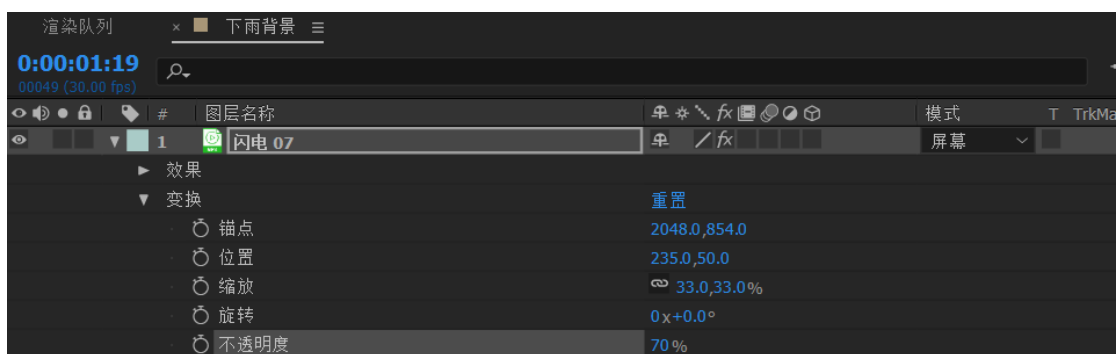 渲染队列 × 下雨背景 ≡
0:00:01:19
00049 (30.00 fps)
# 图层名称 fx 模式 T TrkMa
1 闪电 07 fx 屏幕
效果
变换 重置
锚点 2048.0,854.0
位置 235.0,50.0
缩放 33.0,33.0%
旋转 0x+0.0°
不透明度 70%